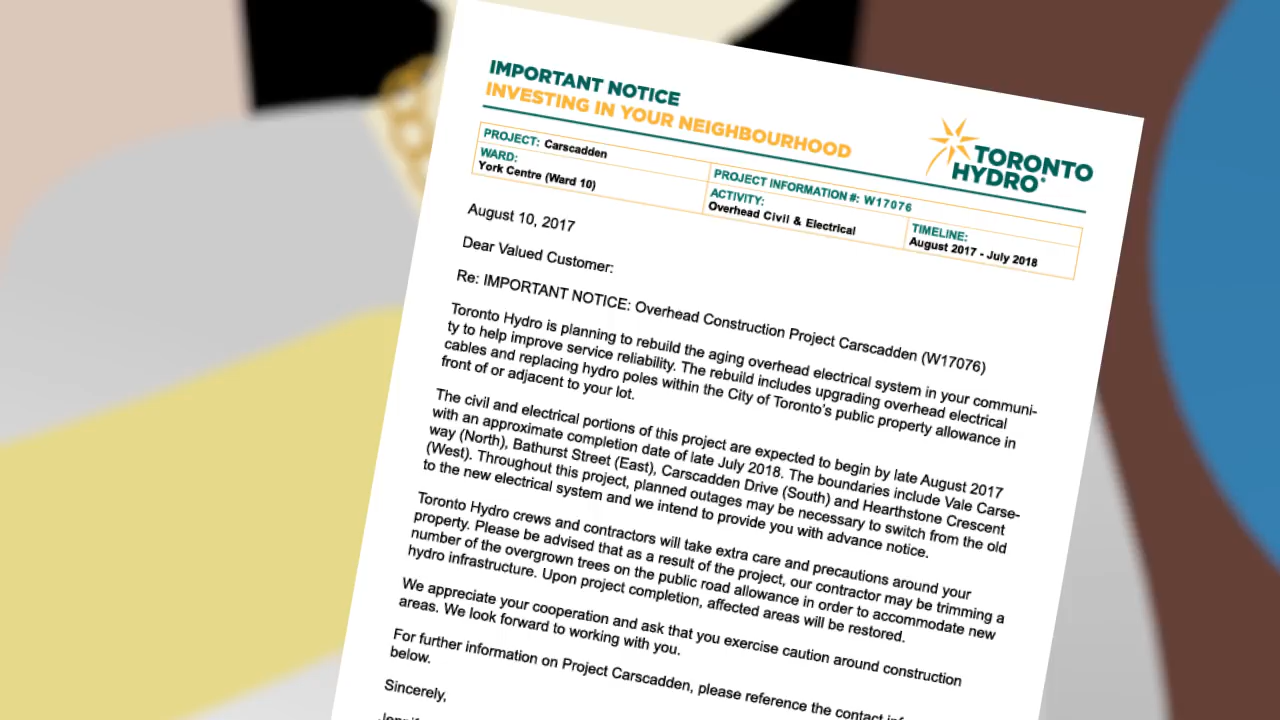 IMPORTANT NOTICE
INVESTING IN YOUR NEIGHBOURHOOD
TORONTO
HYDRO
PROJECT: Carscadden
PROJECT INFORMATION #: W17076
WARD:
York Centre (Ward 10)
ACTIVITY:
Overhead Civil & Electrical
TIMELINE:
August 2017 - July 2018
August 10, 2017
Dear Valued Customer:
Re: IMPORTANT NOTICE: Overhead Construction Project Carscadden (W17076)
Toronto Hydro is planning to rebuild the aging overhead electrical system in your communi-
ty to help improve service reliability. The rebuild includes upgrading overhead electrical
cables and replacing hydro poles within the City of Toronto's public property allowance in
front of or adjacent to your lot.
The civil and electrical portions of this project are expected to begin by late August 2017
with an approximate completion date of late July 2018. The boundaries include Vale Carse-
way (North), Bathurst Street (East), Carscadden Drive (South) and Hearthstone Crescent
(West). Throughout this project, planned outages may be necessary to switch from the old
to the new electrical system and we intend to provide you with advance notice.
Toronto Hydro crews and contractors will take extra care and precautions around your
property. Please be advised that as a result of the project, our contractor may be trimming a
number of the overgrown trees on the public road allowance in order to accommodate new
hydro infrastructure. Upon project completion, affected areas will be restored.
We appreciate your cooperation and ask that you exercise caution around construction
areas. We look forward to working with you.
For further information on Project Carscadden, please reference the contact
below.
Sincerely,